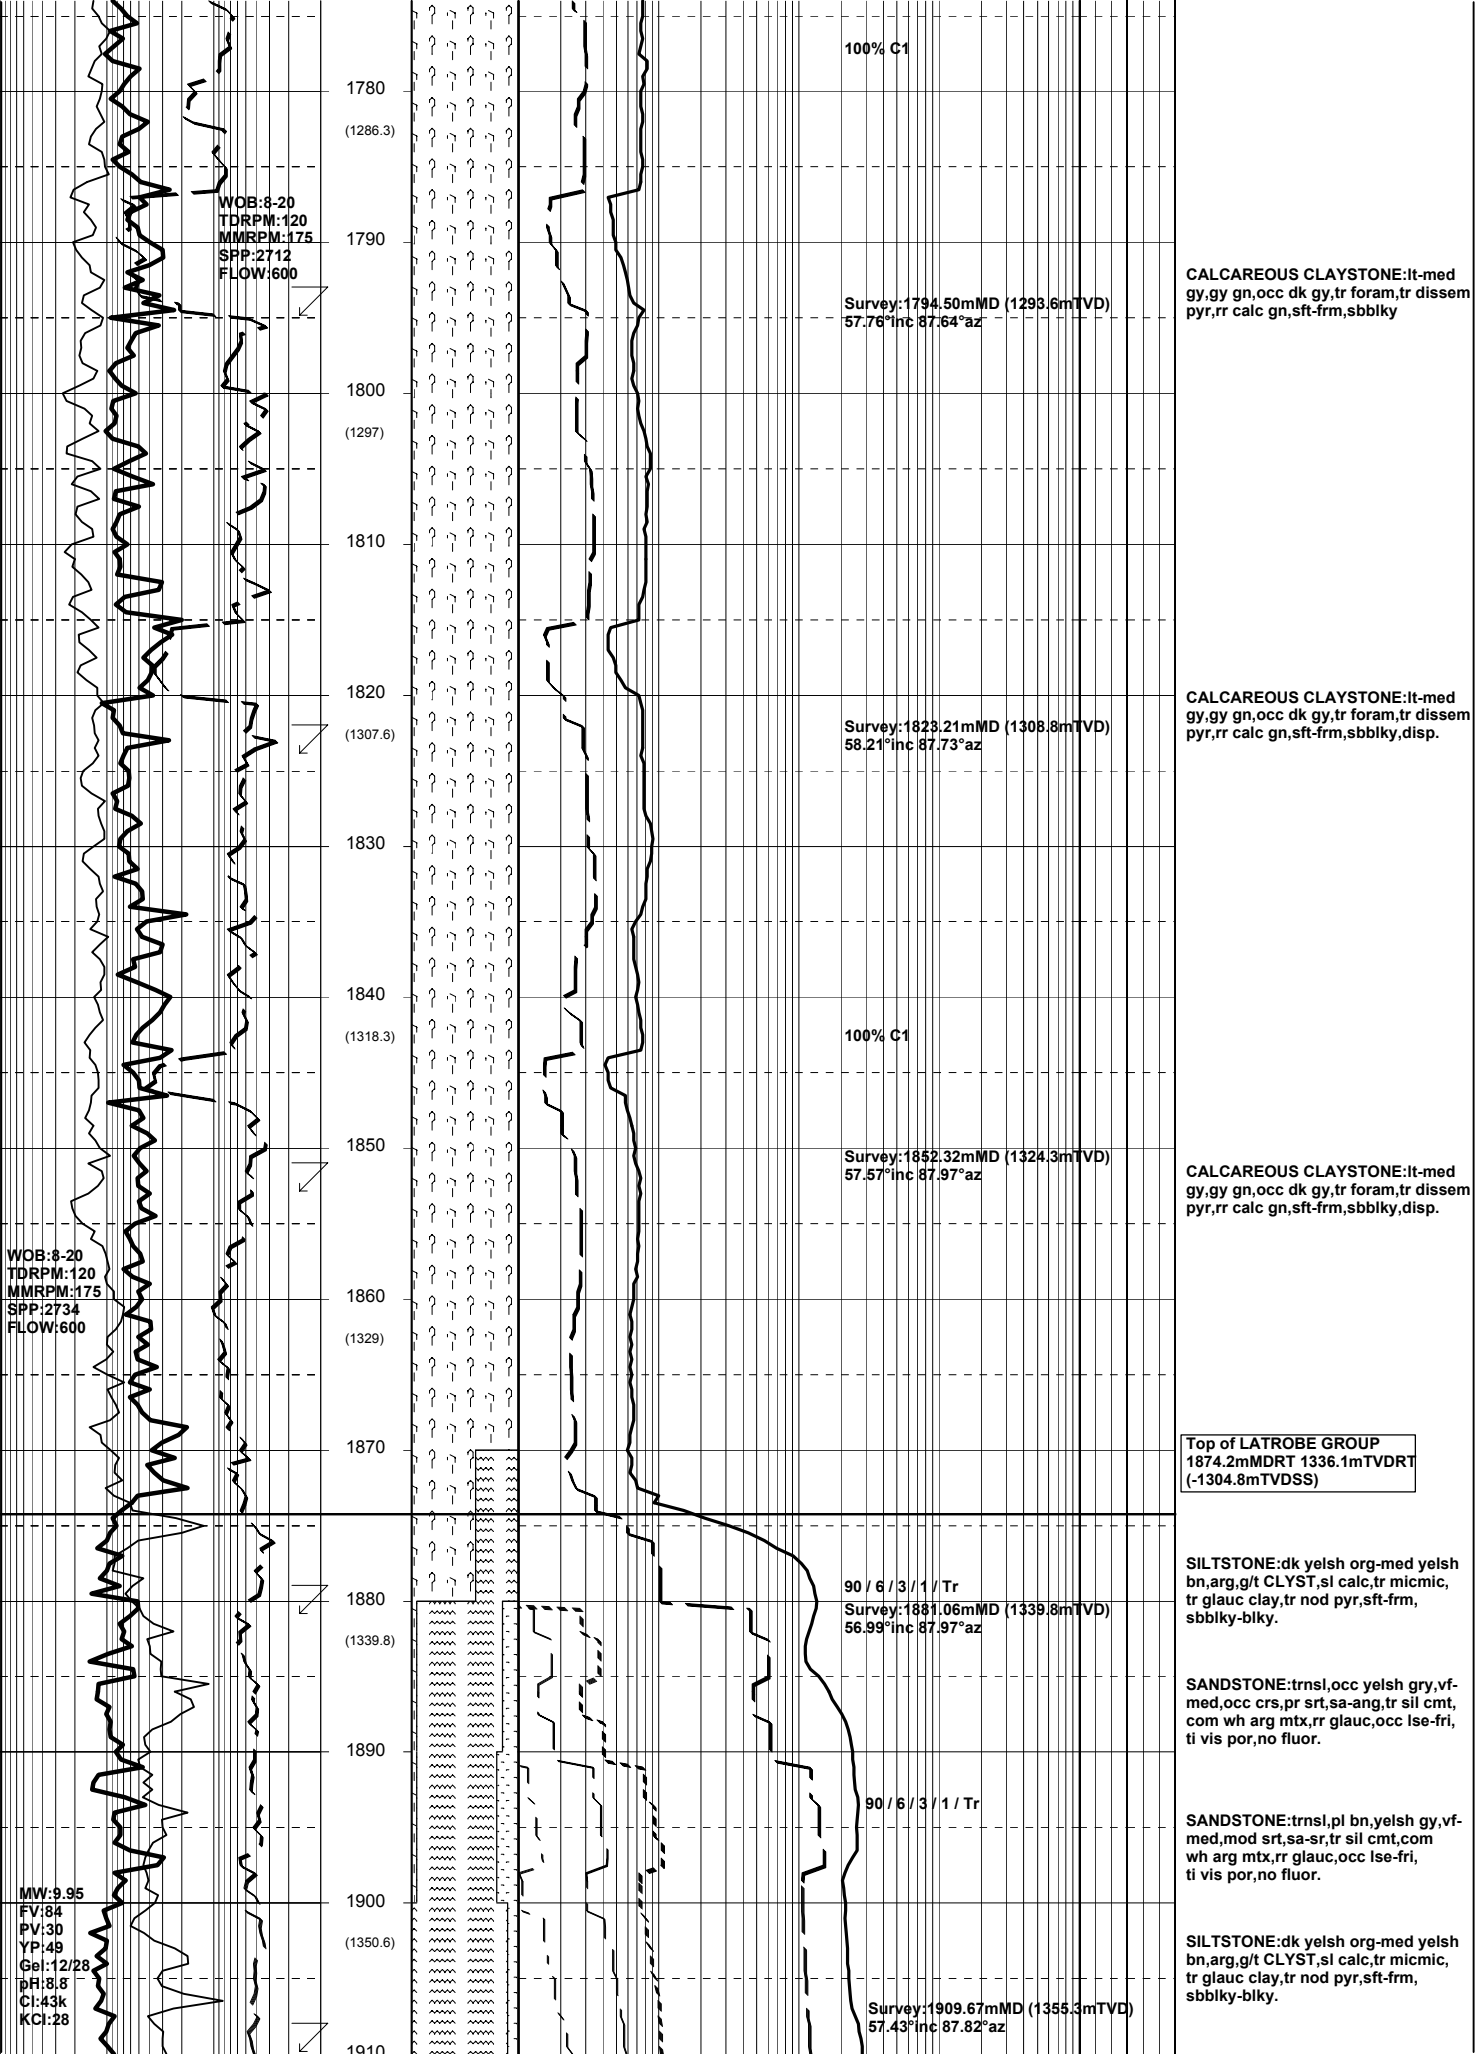 100% C1
1780
(1286.3)
WOB:8-20
TDRPM:120
MMRPM:175
SPP:2712
FLOW:600
1790
CALCAREOUS CLAYSTONE:lt-med
gy,gy gn,occ dk gy,tr foram,tr dissem
pyr,rr calc gn,sft-frm,sbblky
Survey:1794.50mMD (1293.6mTVD)
57.76°inc 87.64°az
1800
(1297)
1810
1820
CALCAREOUS CLAYSTONE:lt-med
gy,gy gn,occ dk gy,tr foram,tr dissem
pyr,rr calc gn,sft-frm,sbblky,disp.
(1307.6)
Survey:1823.21mMD (1308.8mTVD)
58.21°inc 87.73°az
1830
1840
(1318.3)
100% C1
1850
Survey:1852.32mMD (1324.3mTVD)
57.57°inc 87.97°az
CALCAREOUS CLAYSTONE:lt-med
gy,gy gn,occ dk gy,tr foram,tr dissem
pyr,rr calc gn,sft-frm,sbblky,disp.
WOB:8-20
TDRPM:120
MMRPM:175
SPP:2734
FLOW:600
1860
(1329)
1870
Top of LATROBE GROUP
1874.2mMDRT 1336.1mTVDRT
(-1304.8mTVDSS)
SILTSTONE:dk yelsh org-med yelsh
bn,arg,g/t CLYST,sl calc,tr micmic,
tr glauc clay,tr nod pyr,sft-frm,
sbblky-blky.
90 / 6 / 3 / 1 / Tr
1880
Survey:1881.06mMD (1339.8mTVD)
56.99°inc 87.97°az
(1339.8)
SANDSTONE:trnsl,occ yelsh gry,vf-
med,occ crs,pr srt,sa-ang,tr sil cmt,
com wh arg mtx,rr glauc,occ lse-fri,
ti vis por,no fluor.
1890
90 / 6 / 3 / 1 / Tr
SANDSTONE:trnsl,pl bn,yelsh gy,vf-
med,mod srt,sa-sr,tr sil cmt,com
wh arg mtx,rr glauc,occ lse-fri,
ti vis por,no fluor.
MW:9.95
FV:84
PV:30
YP:49
Gel:12/28
pH:8.8
Cl:43k
KCl:28
1900
(1350.6)
SILTSTONE:dk yelsh org-med yelsh
bn,arg,g/t CLYST,sl calc,tr micmic,
tr glauc clay,tr nod pyr,sft-frm,
sbblky-blky.
Survey:1909.67mMD (1355.3mTVD)
57.43°inc 87.82°az
1910